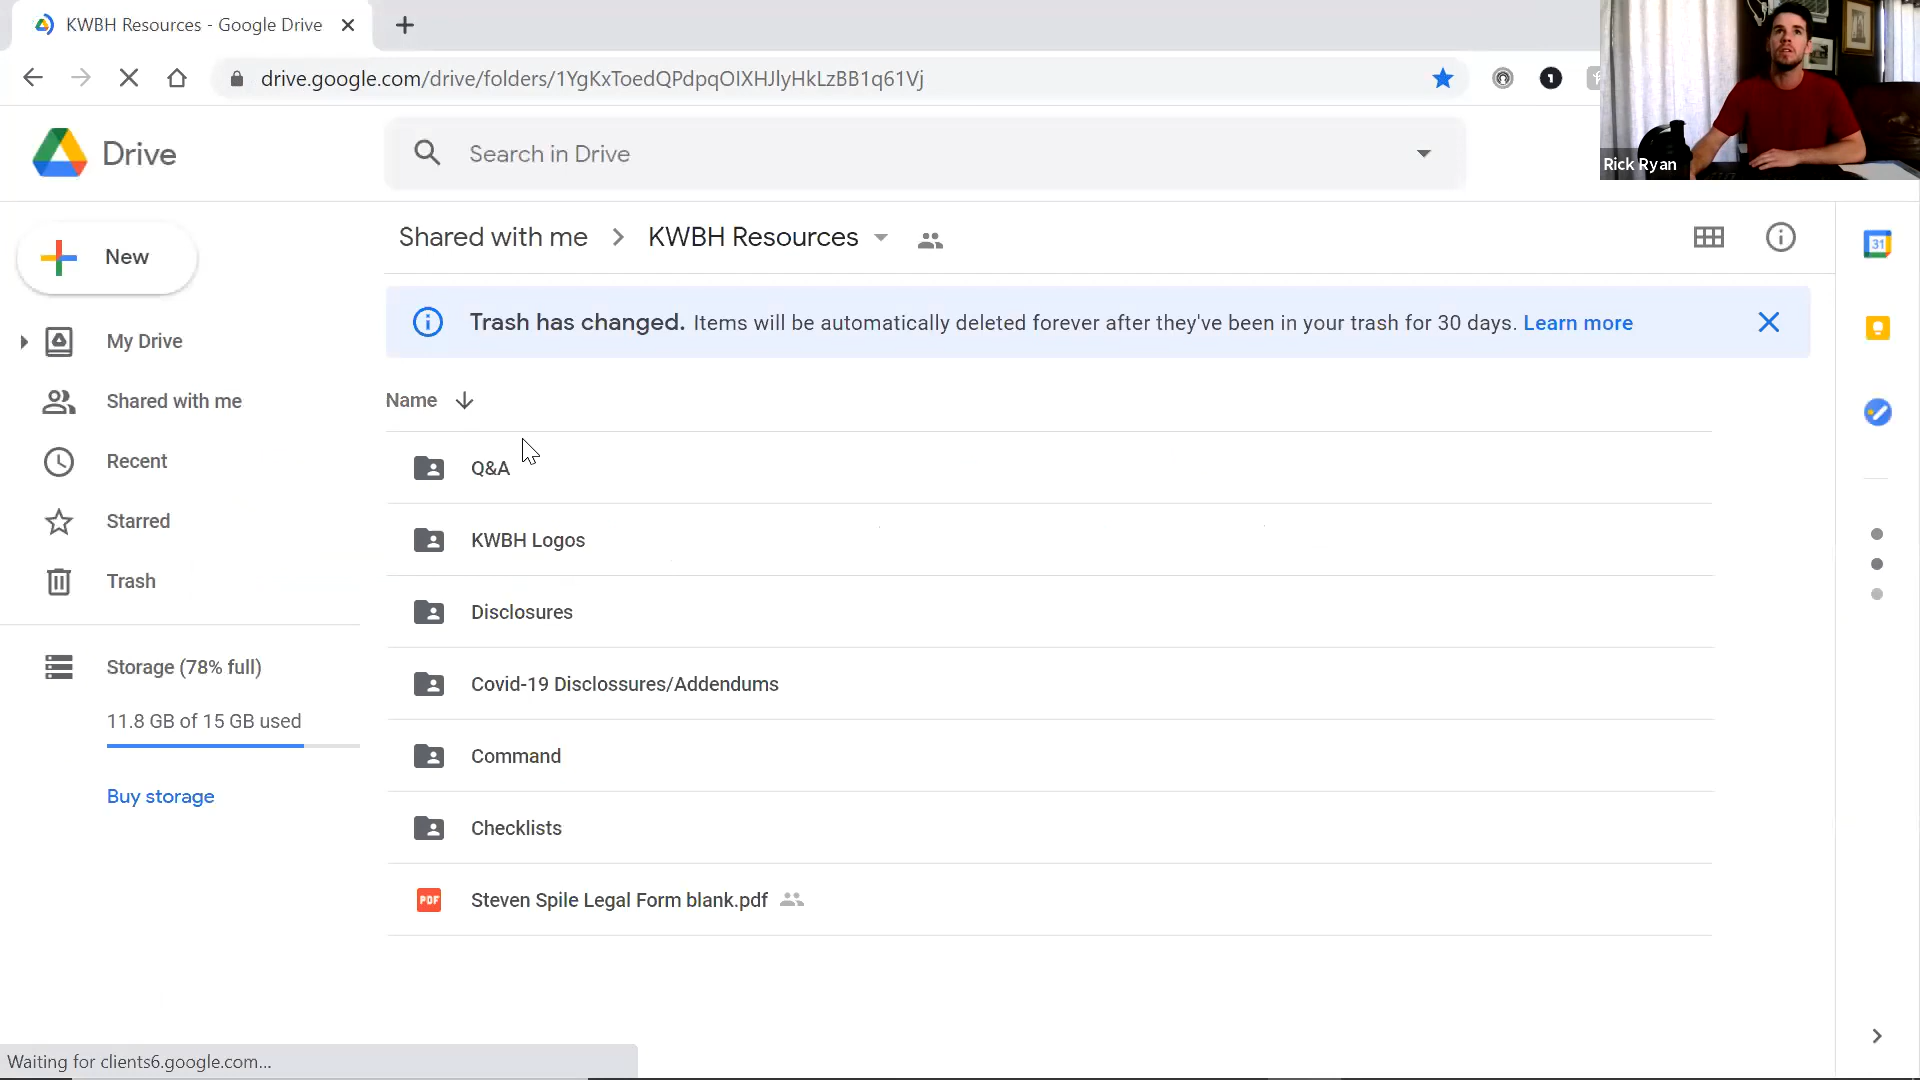 KWBH Resources - Google Drive
drive.google.com/drive/folders/1YgKxToedQPdpqOIXHJlyHkLzBB1q61Vj
1
Rick Ryan
Drive
Search in Drive
New
Shared with me
KWBH Resources
31
Trash has changed. Items will be automatically deleted forever after they've been in your trash for 30 days. Learn more
My Drive
Shared with me
Recent
Starred
Trash
Storage (78% full)
11.8 GB of 15 GB used
Buy storage
Name
Q&A
KWBH Logos
Disclosures
Covid-19 Disclossures/Addendums
Command
Checklists
PDF
Steven Spile Legal Form blank.pdf
Waiting for clients6.google.com...